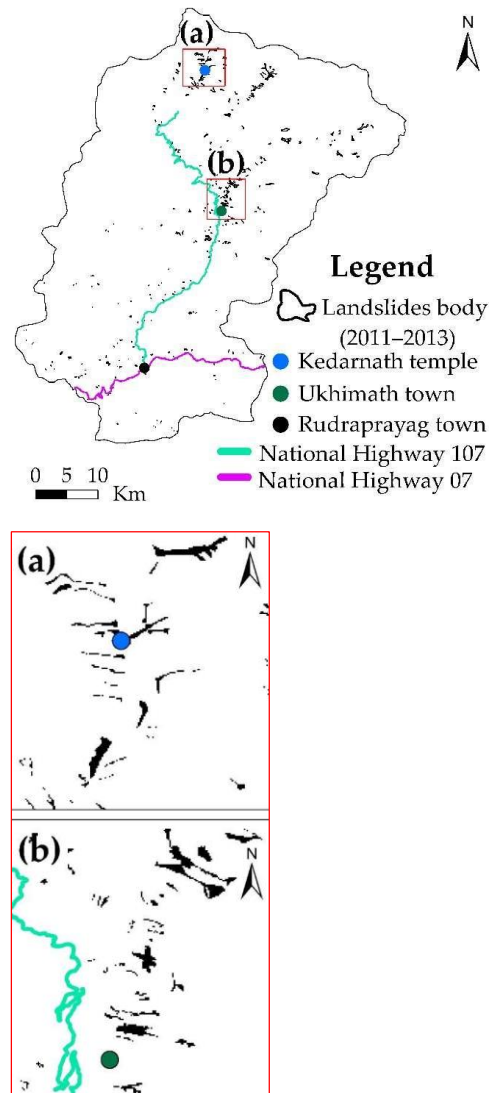 (a)
N
(b)
Legend
Landslides body
(2011–2013)
Kedarnath temple
Ukhimath town
Rudraprayag town
National Highway 107
National Highway 07
0 5 10
Km
(a)
N
(b)
N